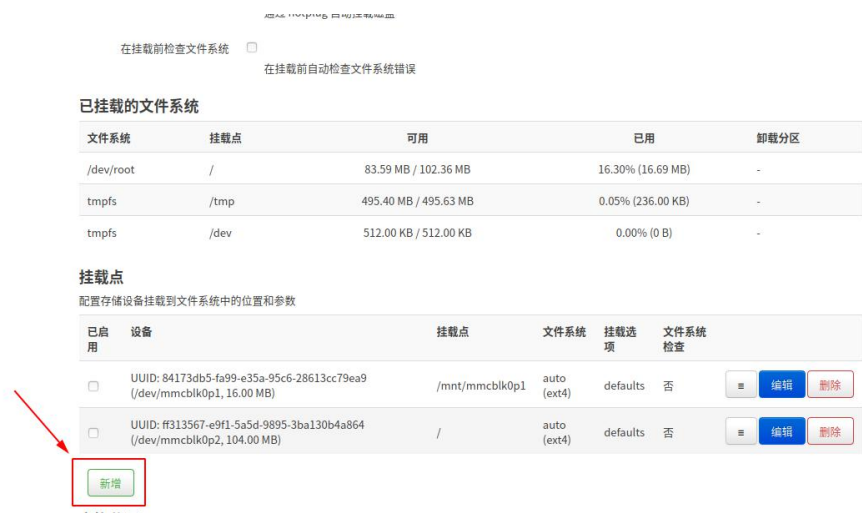 通过 hotplug 自动挂载磁盘
在挂载前检查文件系统
在挂载前自动检查文件系统错误
已挂载的文件系统
文件系统 挂载点 可用 已用 卸载分区
/dev/root / 83.59 MB / 102.36 MB 16.30% (16.69 MB) -
tmpfs /tmp 495.40 MB / 495.63 MB 0.05% (236.00 KB) -
tmpfs /dev 512.00 KB / 512.00 KB 0.00% (0 B) -
挂载点
配置存储设备挂载到文件系统中的位置和参数
已启用 设备 挂载点 文件系统 挂载选项 文件系统检查
UUID: 84173db5-fa99-e35a-95c6-28613cc79ea9
(/dev/mmcblk0p1, 16.00 MB) /mnt/mmcblk0p1 auto (ext4) defaults 否 ≡ 编辑 删除
UUID: ff313567-e9f1-5a5d-9895-3ba130b4a864
(/dev/mmcblk0p2, 104.00 MB) / auto (ext4) defaults 否 ≡ 编辑 删除
新增